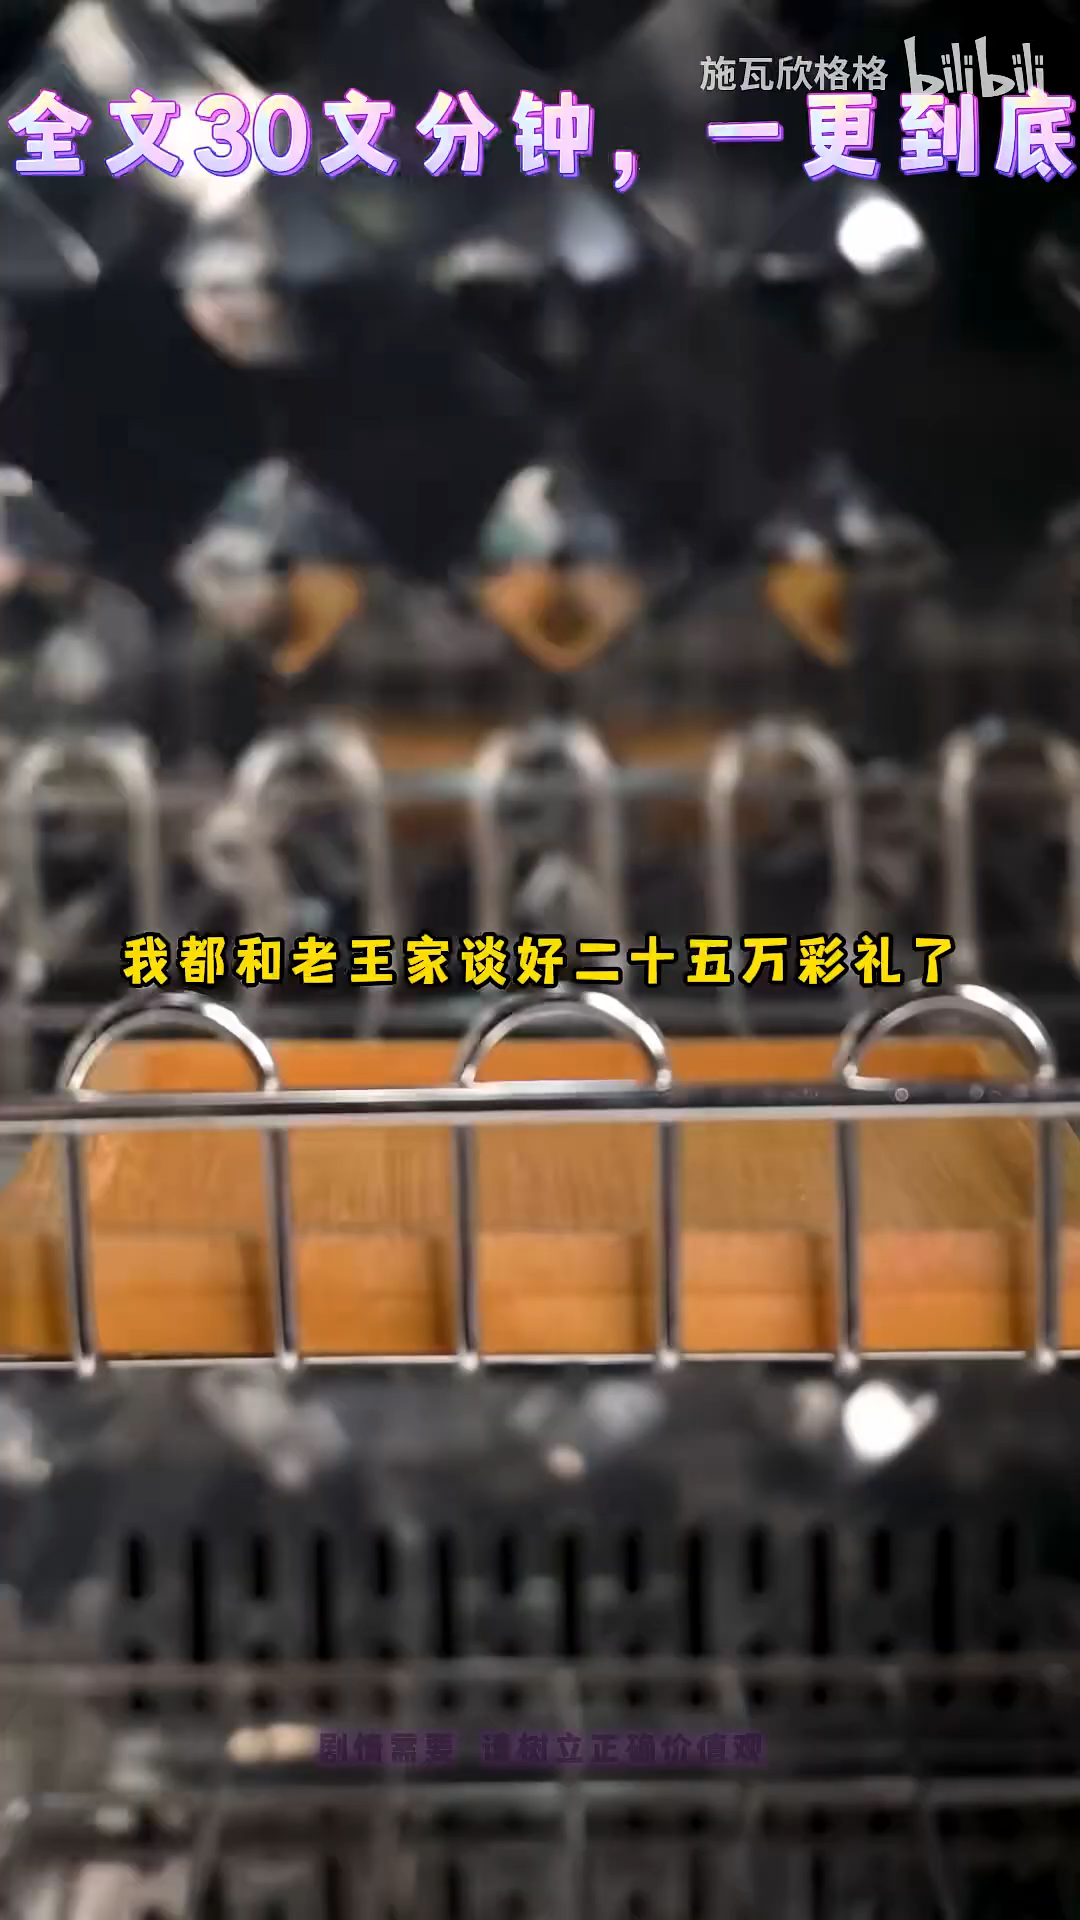 施瓦欣格格 bilibili
全文30文分钟，一更到底
我都和老王家谈好二十五万彩礼了
剧情需要 请树立正确价值观